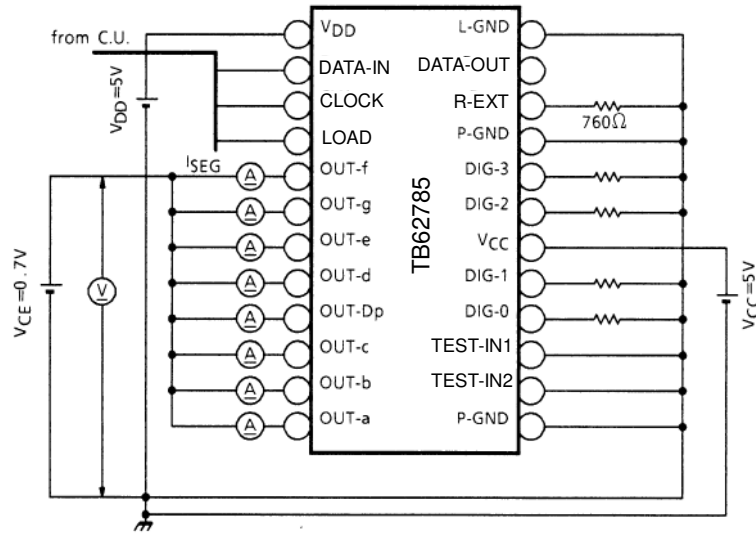 from C.U.
VDD=5V
ISEG
VCE=0.7V
V
A
A
A
A
A
A
A
A
VDD
DATA-IN
CLOCK
LOAD
OUT-f
OUT-g
OUT-e
OUT-d
OUT-Dp
OUT-c
OUT-b
OUT-a
TB62785
L-GND
DATA-OUT
R-EXT
P-GND
DIG-3
DIG-2
VCC
DIG-1
DIG-0
TEST-IN1
TEST-IN2
P-GND
760Ω
VCC=5V